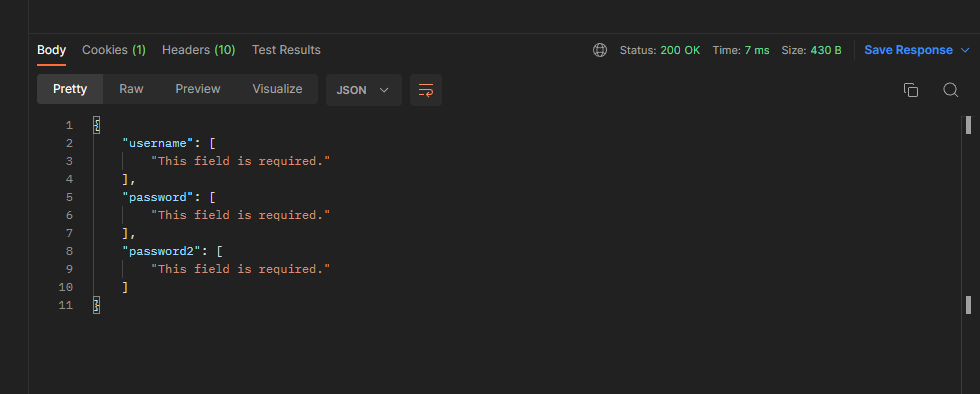 Body Cookies (1) Headers (10) Test Results Status: 200 OK Time: 7 ms Size: 430 B Save Response
Pretty Raw Preview Visualize JSON
1 {
2 "username": [
3 "This field is required."
4 ],
5 "password": [
6 "This field is required."
7 ],
8 "password2": [
9 "This field is required."
10 ]
11 }